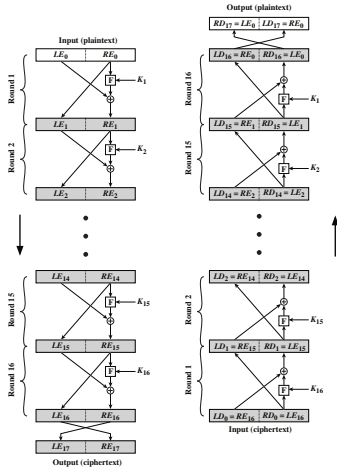 Input (plaintext)
Round 1
LE0 RE0
F K1
LE1 RE1
Round 2
F K2
LE2 RE2
LE14 RE14
Round 15
F K15
LE15 RE15
Round 16
F K16
LE16 RE16
LE17 RE17
Output (ciphertext)
Output (plaintext)
RD17 = LE0 LD17 = RE0
LD16 = RE0 RD16 = LE0
Round 16
F K1
LD15 = RE1 RD15 = LE1
Round 15
F K2
LD14 = RE2 RD14 = LE2
LD2 = RE14 RD2 = LE14
Round 2
F K15
LD1 = RE15 RD1 = LE15
Round 1
F K16
LD0 = RE16 RD0 = LE16
Input (ciphertext)